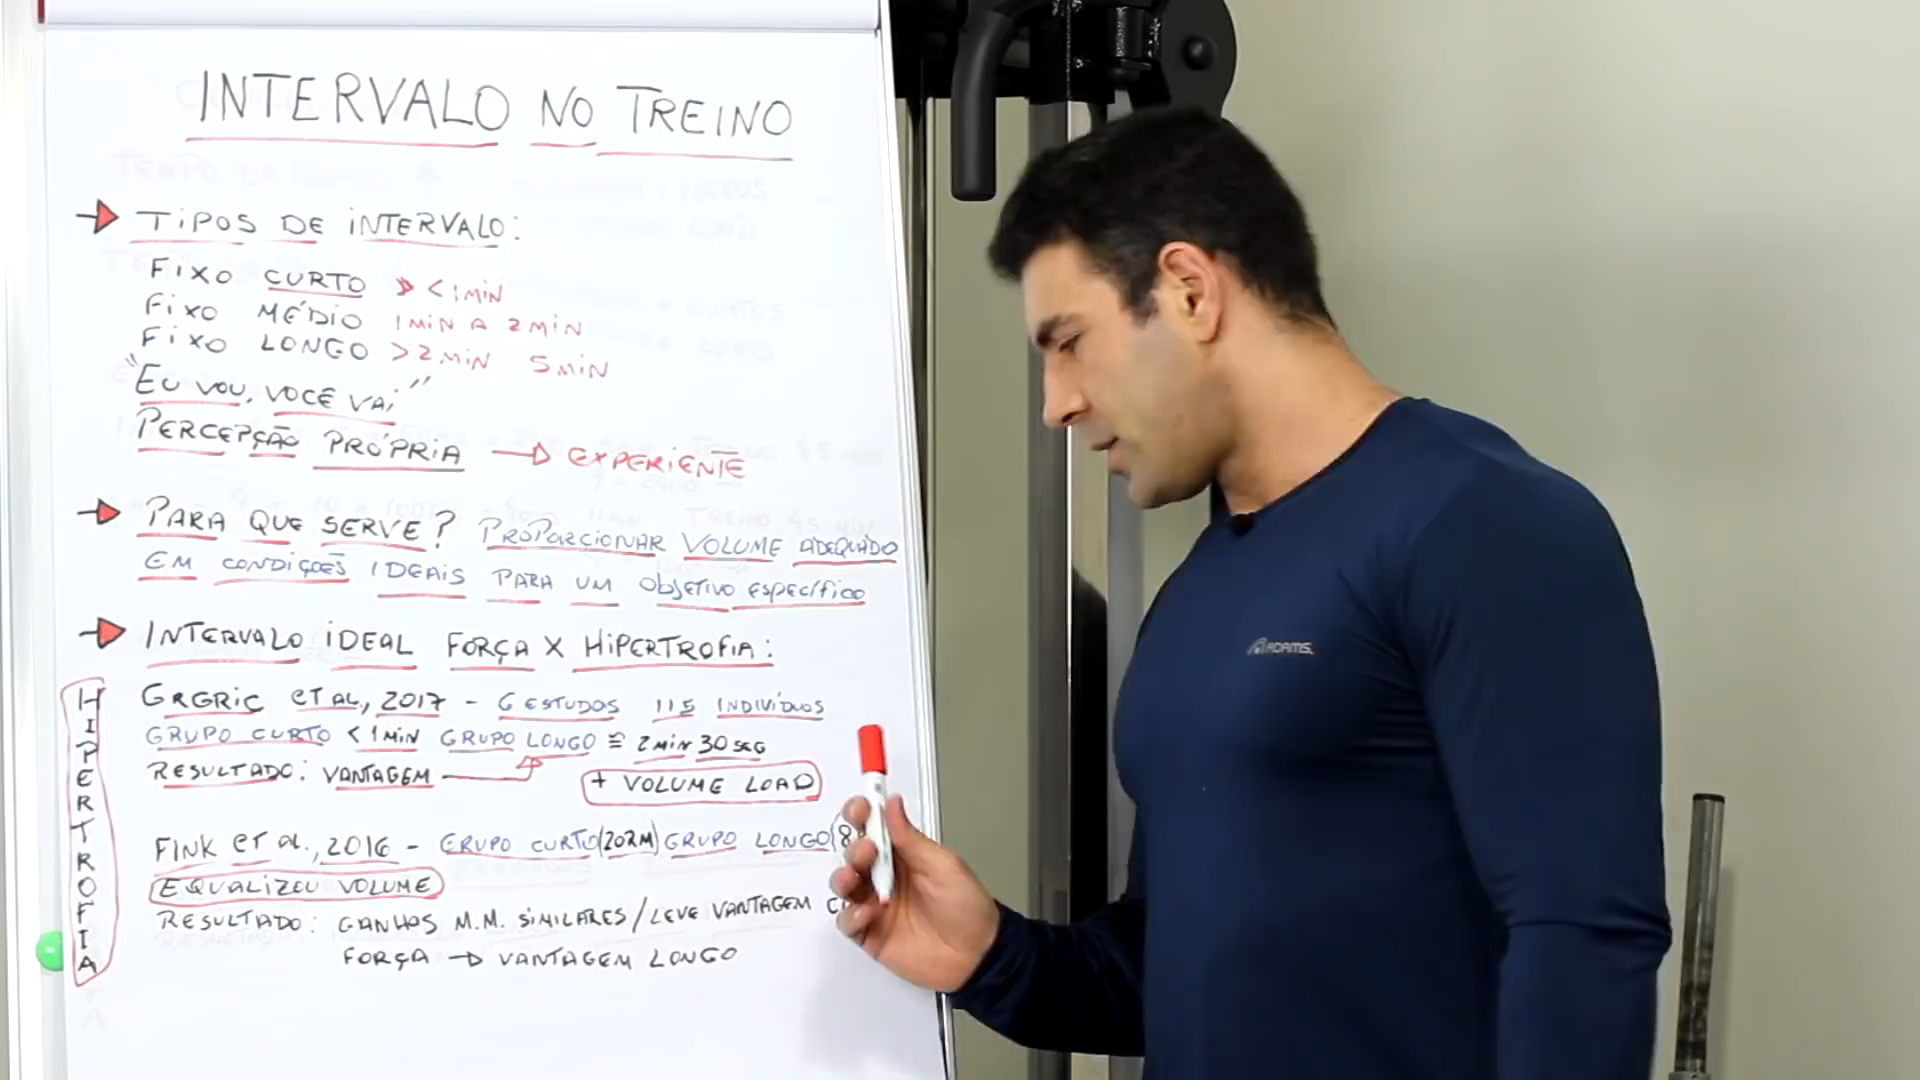 INTERVALO NO TREINO
TIPOS DE INTERVALO:
FIXO CURTO < 1MIN
FIXO MÉDIO 1MIN A 2MIN
FIXO LONGO > 2MIN 5MIN
"EU VOU, VOCÊ VAI"
PERCEPÇÃO PRÓPRIA → EXPERIENTE
PARA QUE SERVE? PROPORCIONAR VOLUME ADEQUADO
EM CONDIÇÕES IDEAIS PARA UM OBJETIVO ESPECÍFICO
INTERVALO IDEAL FORÇA X HIPERTROFIA:
HIPERTROFIA
GRGRIC ET AL., 2017 - 6 ESTUDOS 115 INDIVÍDUOS
GRUPO CURTO < 1MIN GRUPO LONGO ≅ 2MIN 30SEG
RESULTADO: VANTAGEM
+ VOLUME LOAD
FINK ET AL., 2016 - GRUPO CURTO (20RM) GRUPO LONGO (8
EQUALIZOU VOLUME
RESULTADO: GANHOS M.M. SIMILARES / LEVE VANTAGEM
FORÇA → VANTAGEM LONGO
ADAMS